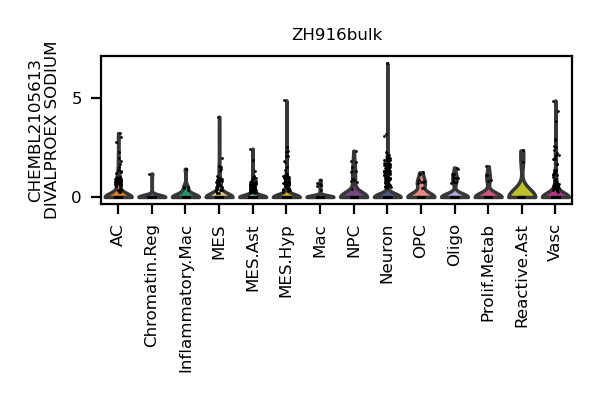 ZH916bulk
CHEMBL2105613
DIVALPROEX SODIUM
5
0
AC
Chromatin.Reg
Inflammatory.Mac
MES
MES.Ast
MES.Hyp
Mac
NPC
Neuron
OPC
Oligo
Prolif.Metab
Reactive.Ast
Vasc